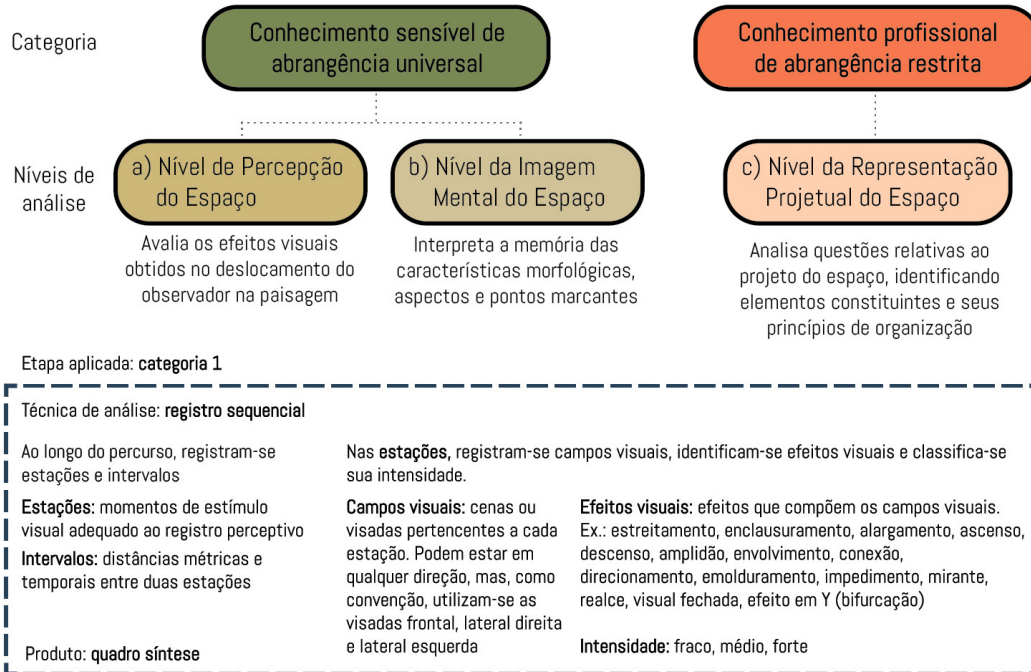 Categoria
Conhecimento sensível de
abrangência universal
Conhecimento profissional
de abrangência restrita
Níveis de
análise
a) Nível de Percepção
do Espaço
b) Nível da Imagem
Mental do Espaço
c) Nível da Representação
Projetual do Espaço
Avalia os efeitos visuais
obtidos no deslocamento do
observador na paisagem
Interpreta a memória das
características morfológicas,
aspectos e pontos marcantes
Analisa questões relativas ao
projeto do espaço, identificando
elementos constituintes e seus
princípios de organização
Etapa aplicada: categoria 1
Técnica de análise: registro sequencial
Ao longo do percurso, registram-se
estações e intervalos
Estações: momentos de estímulo
visual adequado ao registro perceptivo
Intervalos: distâncias métricas e
temporais entre duas estações
Produto: quadro síntese
Nas estações, registram-se campos visuais, identificam-se efeitos visuais e classifica-se
sua intensidade.
Campos visuais: cenas ou
visadas pertencentes a cada
estação. Podem estar em
qualquer direção, mas, como
convenção, utilizam-se as
visadas frontal, lateral direita
e lateral esquerda
Efeitos visuais: efeitos que compõem os campos visuais.
Ex.: estreitamento, enclausuramento, alargamento, ascenso,
descenso, amplidão, envolvimento, conexão,
direcionamento, emolduramento, impedimento, mirante,
realce, visual fechada, efeito em Y (bifurcação)
Intensidade: fraco, médio, forte